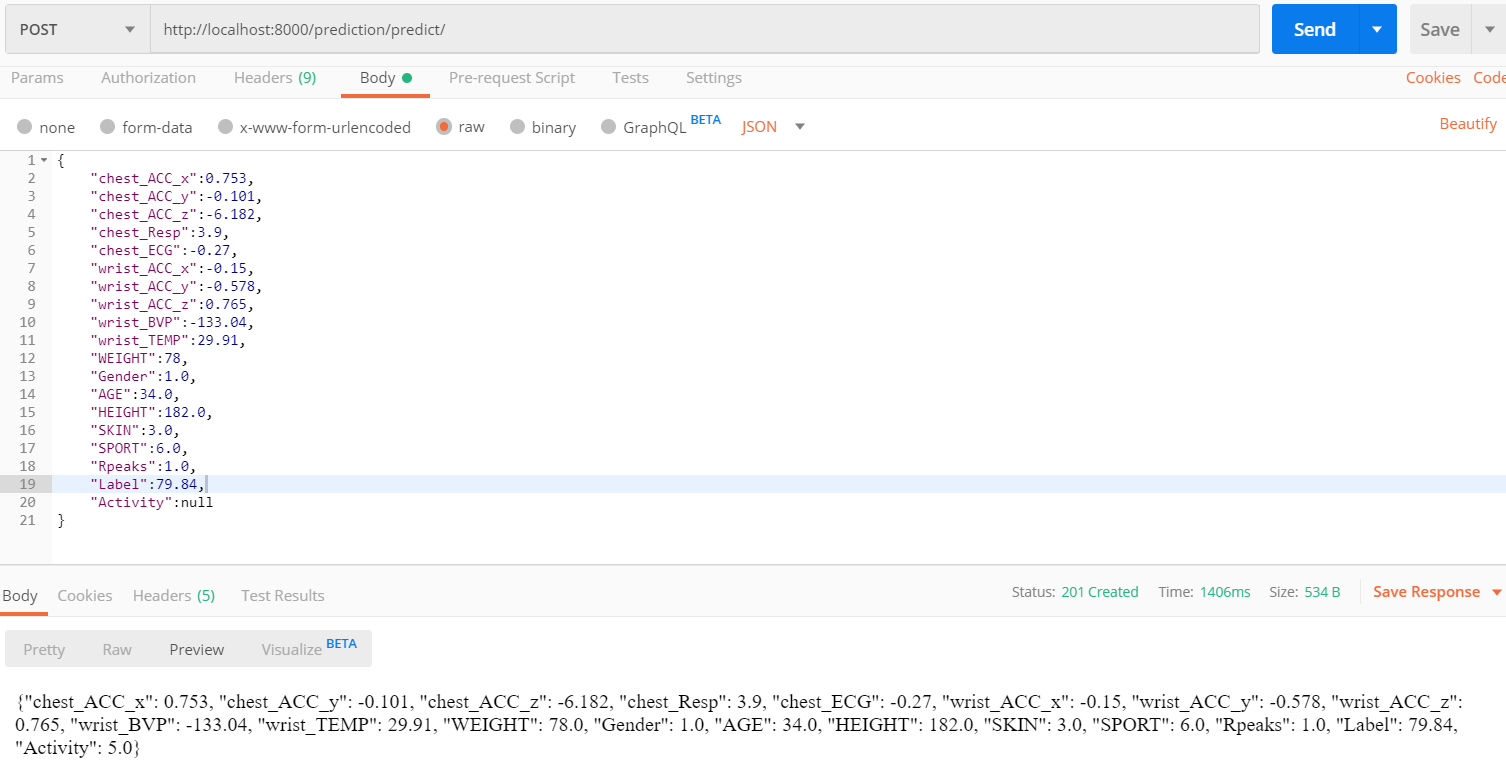 POST http://localhost:8000/prediction/predict/ Send Save
Params Authorization Headers (9) Body Pre-request Script Tests Settings Cookies Code
none form-data x-www-form-urlencoded raw binary GraphQL BETA JSON Beautify
1 {
2 "chest_ACC_x":0.753,
3 "chest_ACC_y":-0.101,
4 "chest_ACC_z":-6.182,
5 "chest_Resp":3.9,
6 "chest_ECG":-0.27,
7 "wrist_ACC_x":-0.15,
8 "wrist_ACC_y":-0.578,
9 "wrist_ACC_z":0.765,
10 "wrist_BVP":-133.04,
11 "wrist_TEMP":29.91,
12 "WEIGHT":78,
13 "Gender":1.0,
14 "AGE":34.0,
15 "HEIGHT":182.0,
16 "SKIN":3.0,
17 "SPORT":6.0,
18 "Rpeaks":1.0,
19 "Label":79.84,
20 "Activity":null
21 }
Body Cookies Headers (5) Test Results Status: 201 Created Time: 1406ms Size: 534 B Save Response
Pretty Raw Preview Visualize BETA
{"chest_ACC_x": 0.753, "chest_ACC_y": -0.101, "chest_ACC_z": -6.182, "chest_Resp": 3.9, "chest_ECG": -0.27, "wrist_ACC_x": -0.15, "wrist_ACC_y": -0.578, "wrist_ACC_z":
0.765, "wrist_BVP": -133.04, "wrist_TEMP": 29.91, "WEIGHT": 78.0, "Gender": 1.0, "AGE": 34.0, "HEIGHT": 182.0, "SKIN": 3.0, "SPORT": 6.0, "Rpeaks": 1.0, "Label": 79.84,
"Activity": 5.0}